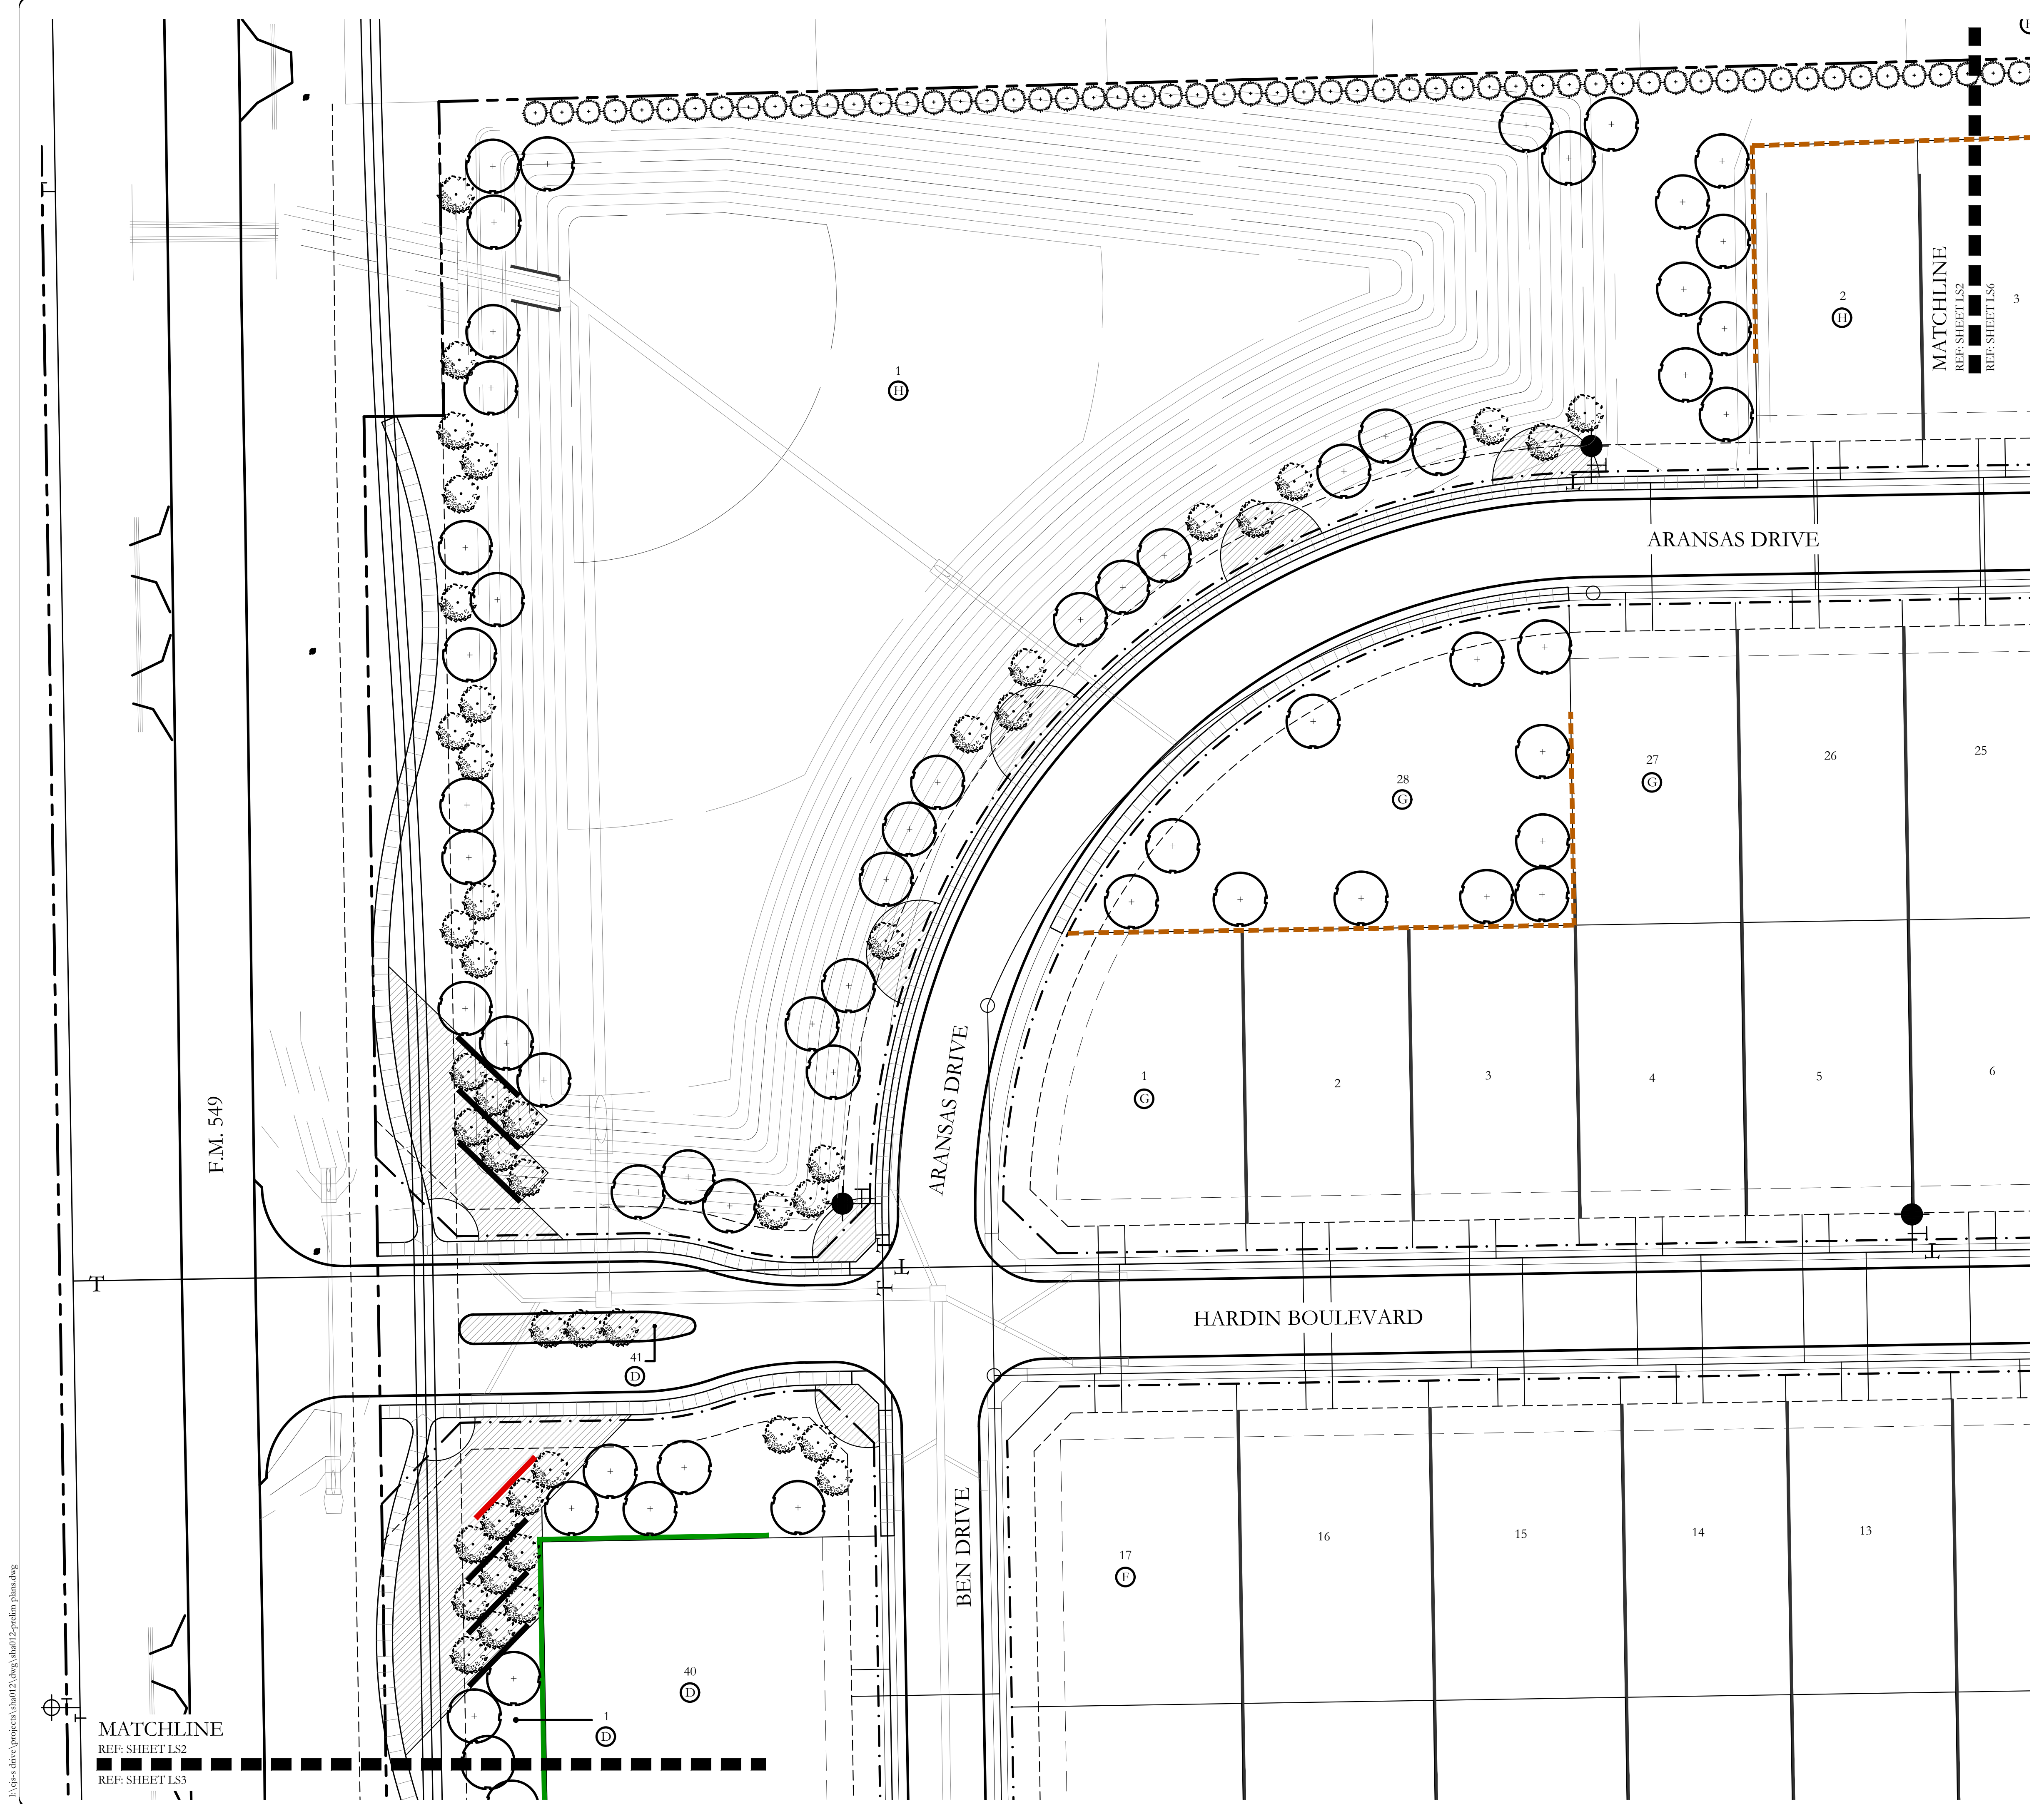 2
H
3
MATCHLINE
REF: SHEET LS2
REF: SHEET LS6
1
H
ARANSAS DRIVE
28
G
27
G
26
25
ARANSAS DRIVE
1
G
2
3
4
5
6
F.M. 549
T
HARDIN BOULEVARD
41
D
BEN DRIVE
17
F
16
15
14
13
40
D
1
D
MATCHLINE
REF: SHEET LS2
REF: SHEET LS3